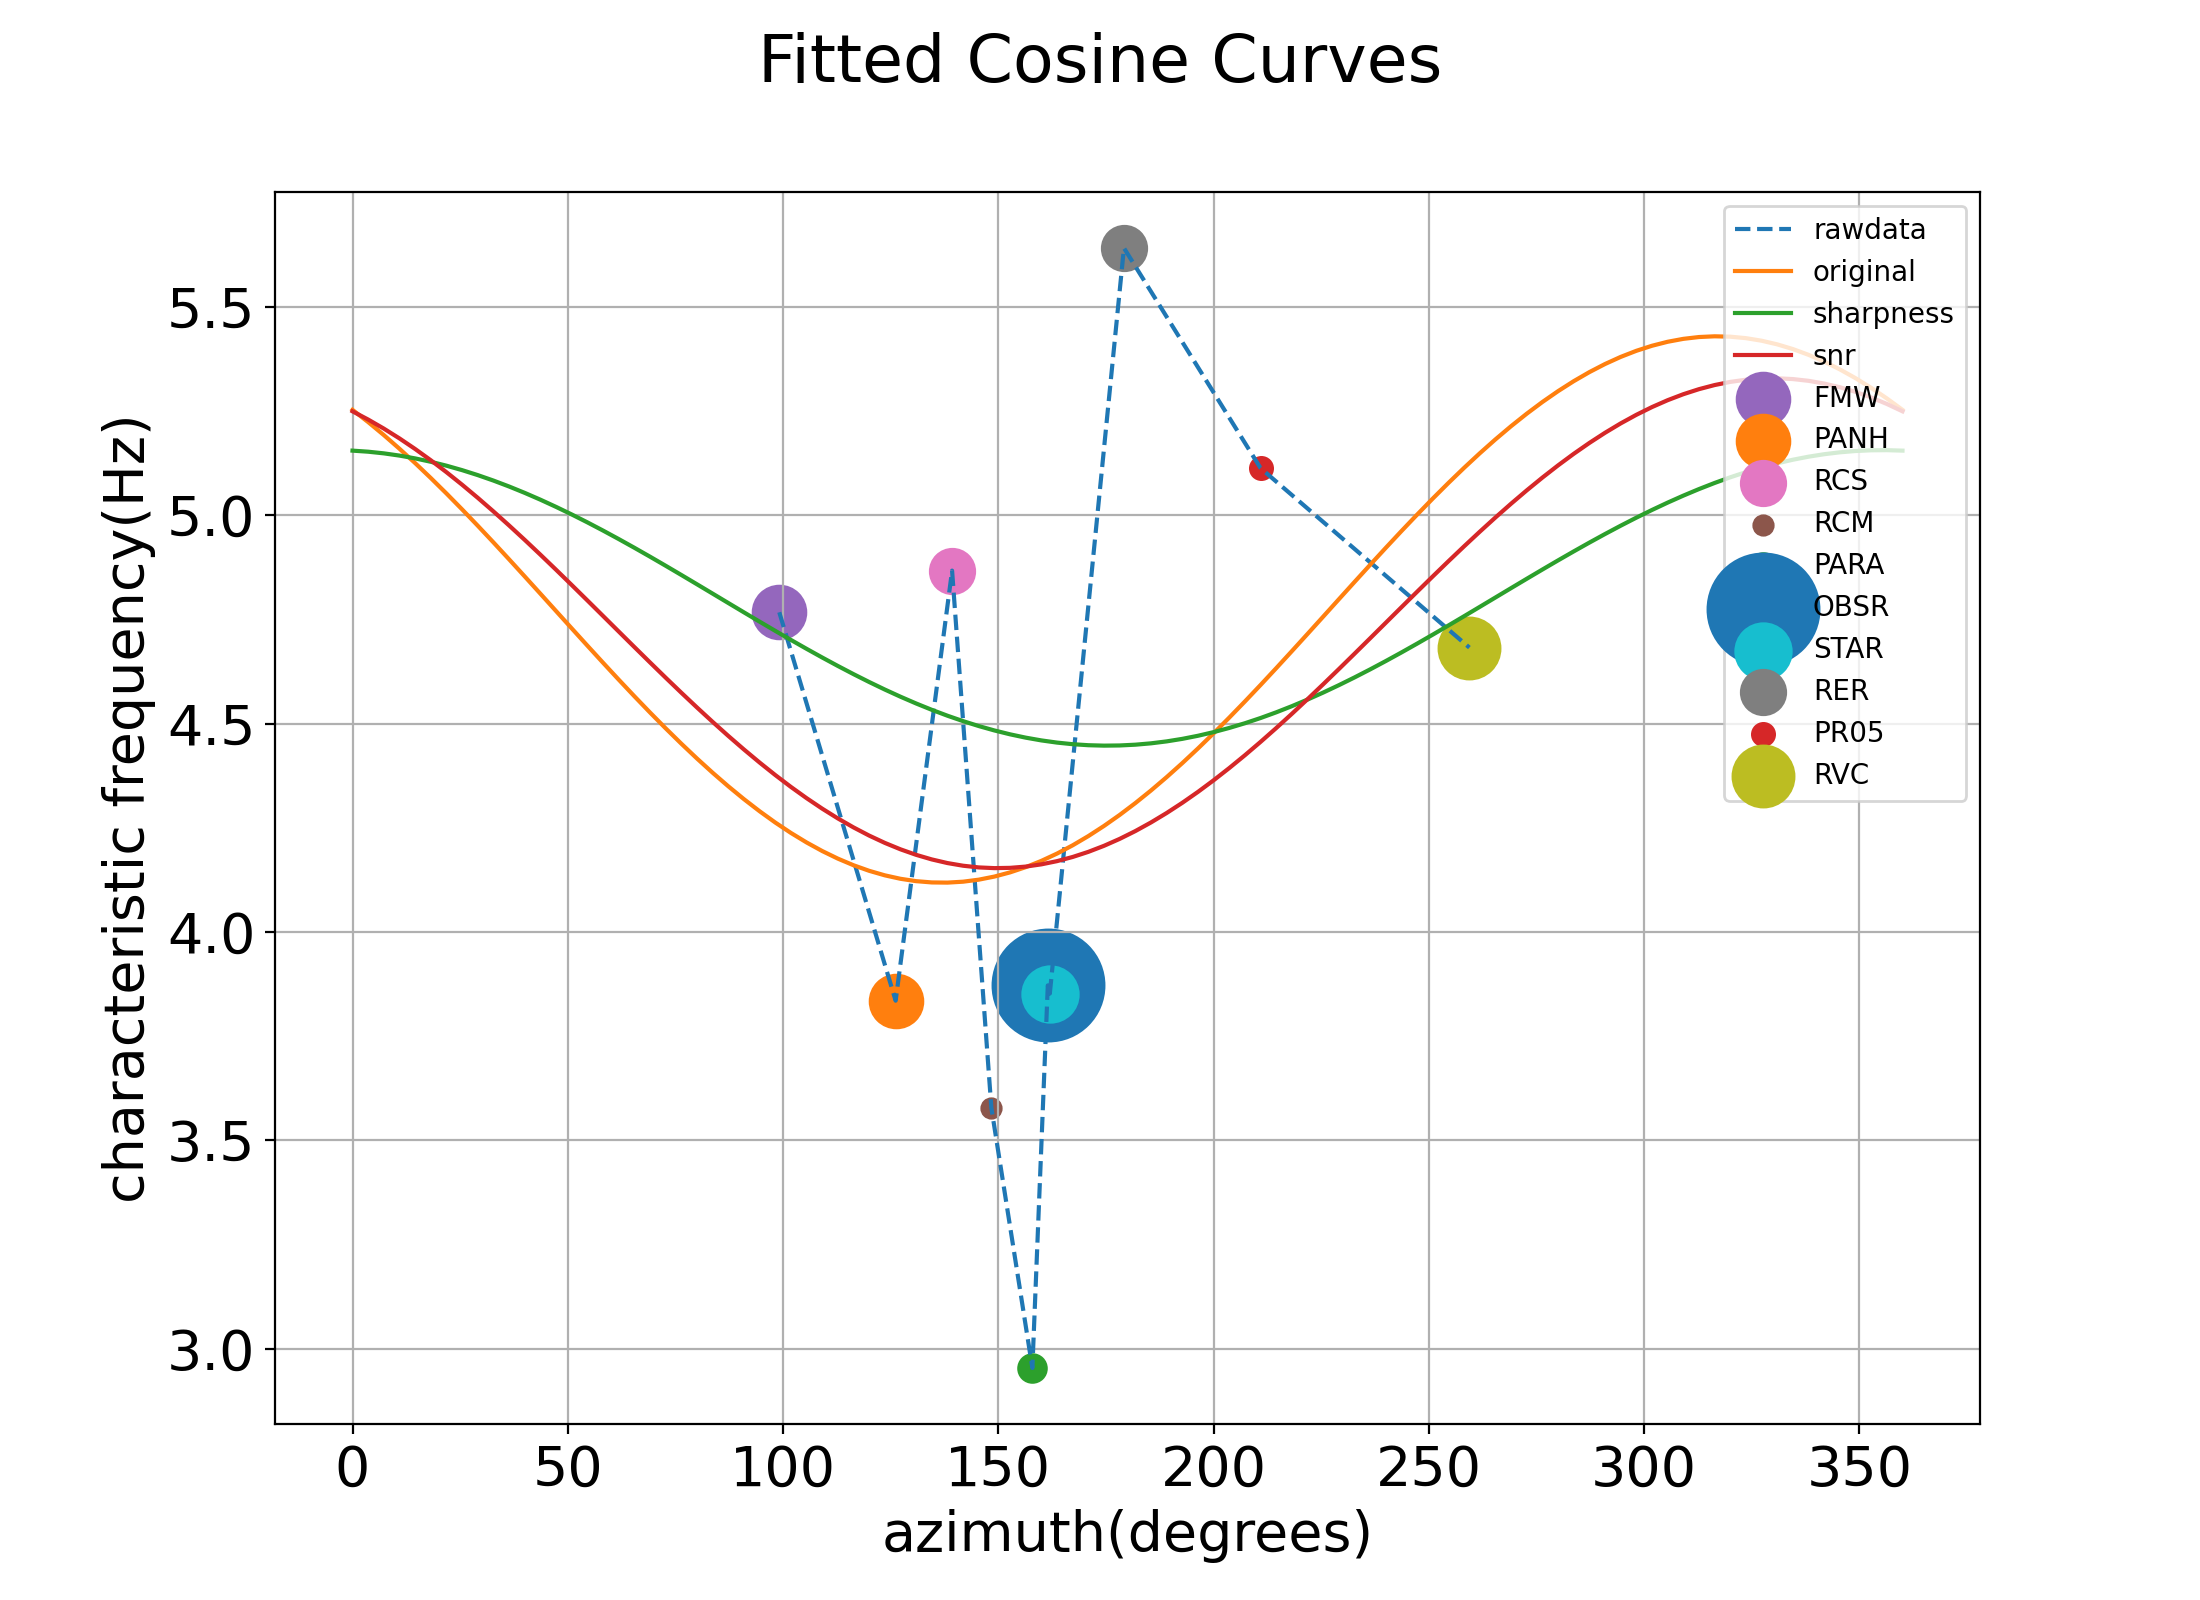 Fitted Cosine Curves
characteristic frequency(Hz)
5.5
5.0
4.5
4.0
3.5
3.0
rawdata
original
sharpness
snr
FMW
PANH
RCS
RCM
PARA
OBSR
STAR
RER
PR05
RVC
0 50 100 150 200 250 300 350
azimuth(degrees)